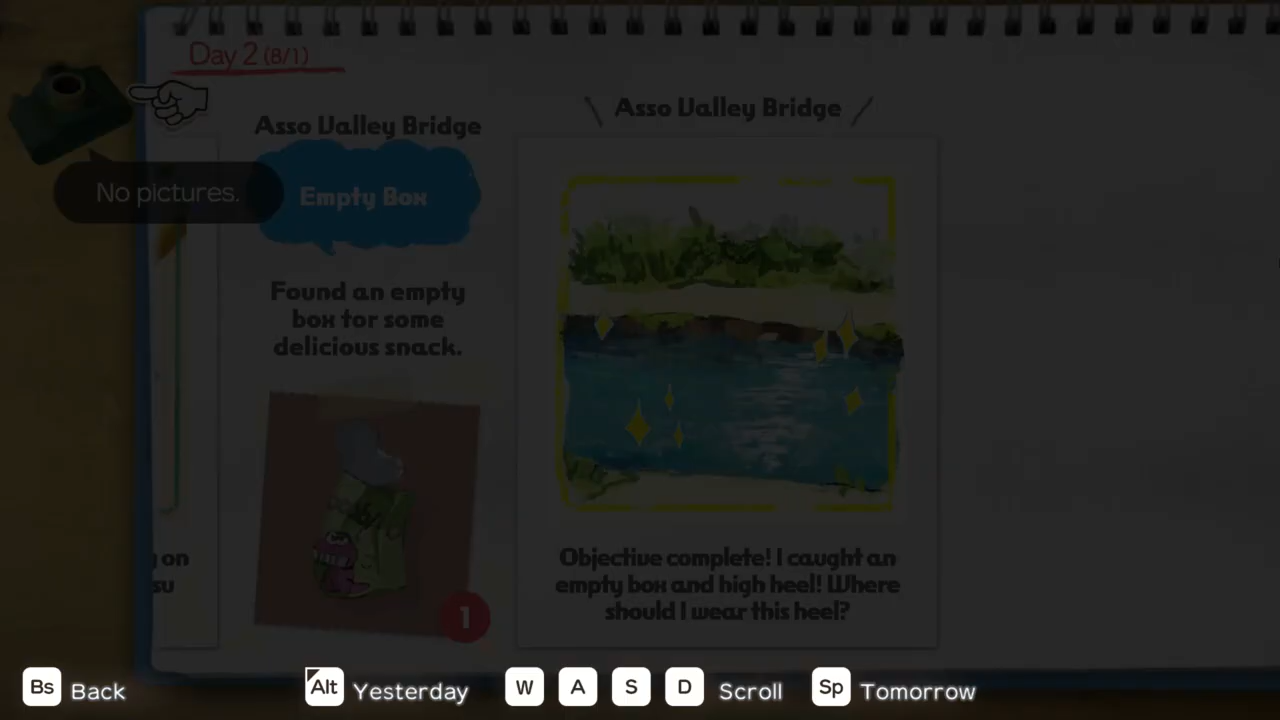 Day 2 (8/1)
No pictures.
Asso Valley Bridge
Empty Box
Found an empty
box for some
delicious snack.
1
Asso Valley Bridge
Objective complete! I caught an
empty box and high heel! Where
should I wear this heel?
on
su
Bs Back
Alt Yesterday
W A S D Scroll
Sp Tomorrow